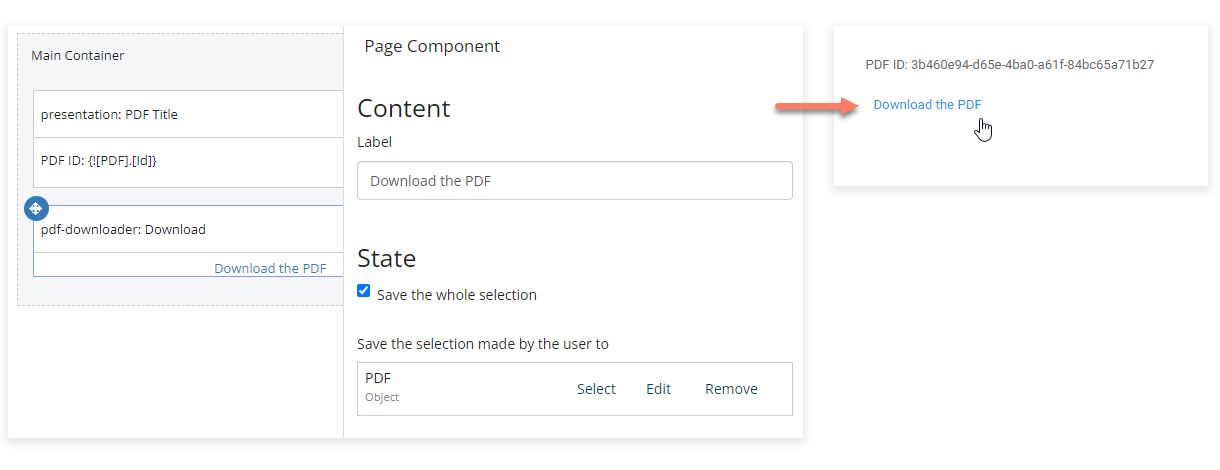 Main Container
presentation: PDF Title
PDF ID: {![PDF].[Id]}
pdf-downloader: Download
Download the PDF
Page Component
Content
Label
Download the PDF
State
Save the whole selection
Save the selection made by the user to
PDF
Object
Select Edit Remove
PDF ID: 3b460e94-d65e-4ba0-a61f-84bc65a71b27
Download the PDF